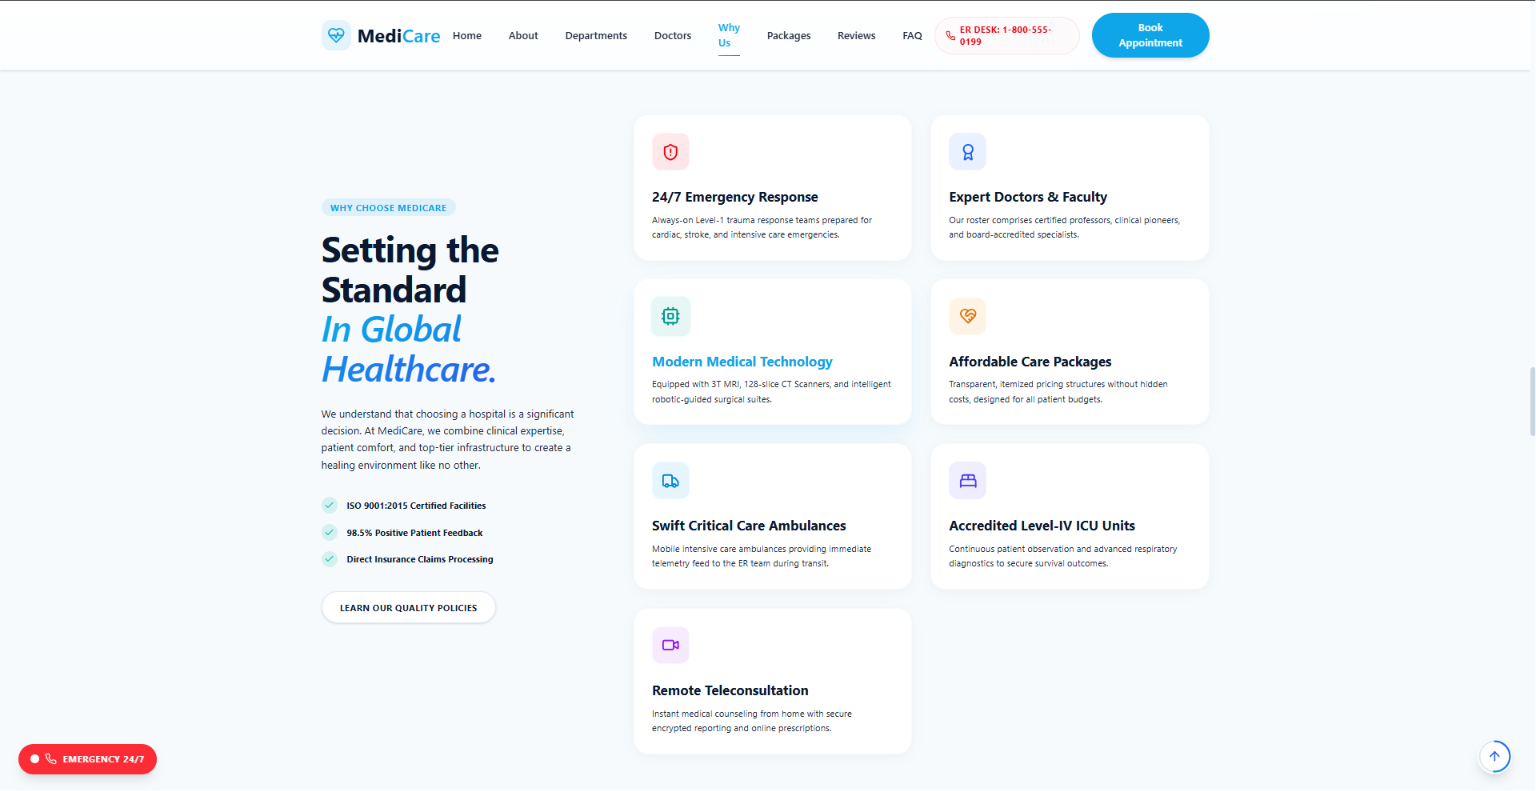 MediCare
Home
About
Departments
Doctors
Why
Us
Packages
Reviews
FAQ
ER DESK: 1-800-555-
0199
Book
Appointment
WHY CHOOSE MEDICARE
Setting the
Standard
In Global
Healthcare.
We understand that choosing a hospital is a significant
decision. At MediCare, we combine clinical expertise,
patient comfort, and top-tier infrastructure to create a
healing environment like no other.
ISO 9001:2015 Certified Facilities
98.5% Positive Patient Feedback
Direct Insurance Claims Processing
LEARN OUR QUALITY POLICIES
24/7 Emergency Response
Always-on Level-1 trauma response teams prepared for
cardiac, stroke, and intensive care emergencies.
Expert Doctors & Faculty
Our roster comprises certified professors, clinical pioneers,
and board-accredited specialists.
Modern Medical Technology
Equipped with 3T MRI, 128-slice CT Scanners, and intelligent
robotic-guided surgical suites.
Affordable Care Packages
Transparent, itemized pricing structures without hidden
costs, designed for all patient budgets.
Swift Critical Care Ambulances
Mobile intensive care ambulances providing immediate
telemetry feed to the ER team during transit.
Accredited Level-IV ICU Units
Continuous patient observation and advanced respiratory
diagnostics to secure survival outcomes.
Remote Teleconsultation
Instant medical counseling from home with secure
encrypted reporting and online prescriptions.
EMERGENCY 24/7